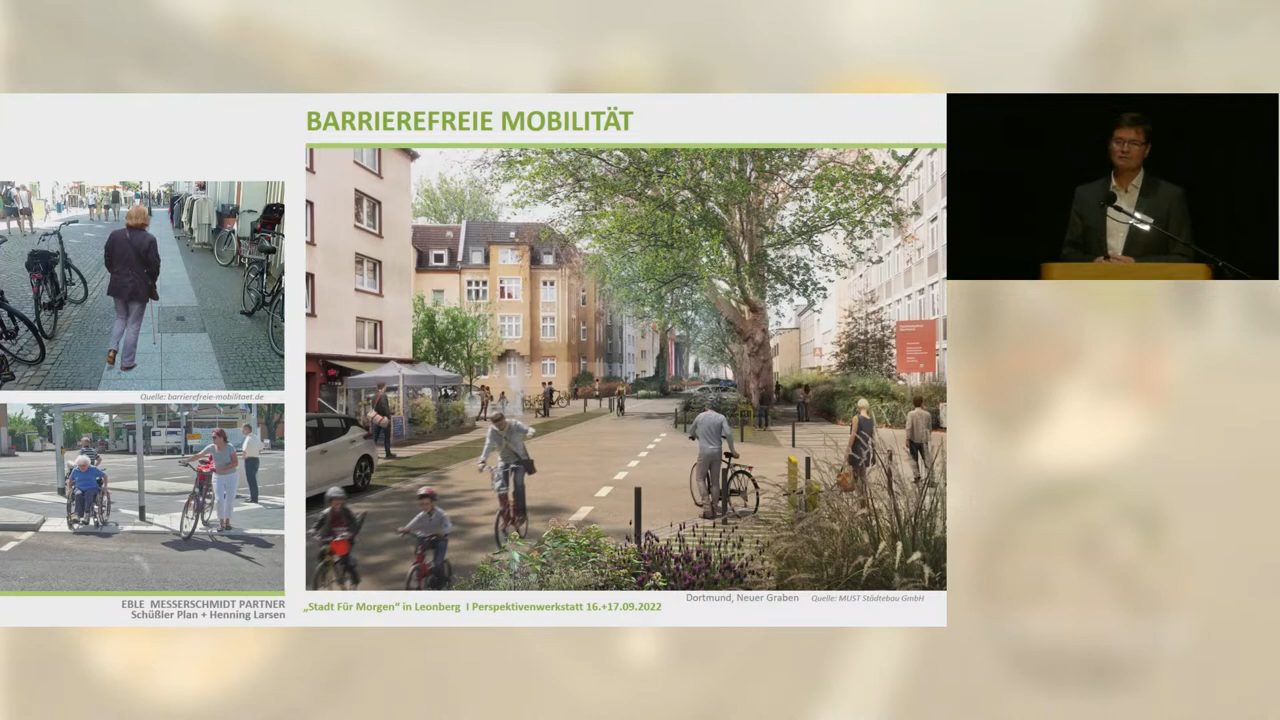 BARRIEREFREIE MOBILITÄT
Quelle: barrierefreie-mobilitaet.de
EBLE MESSERSCHMIDT PARTNER
Schüßler Plan + Henning Larsen
„Stadt Für Morgen“ in Leonberg I Perspektivenwerkstatt 16.+17.09.2022
Dortmund, Neuer Graben Quelle: MUST Städtebau GmbH